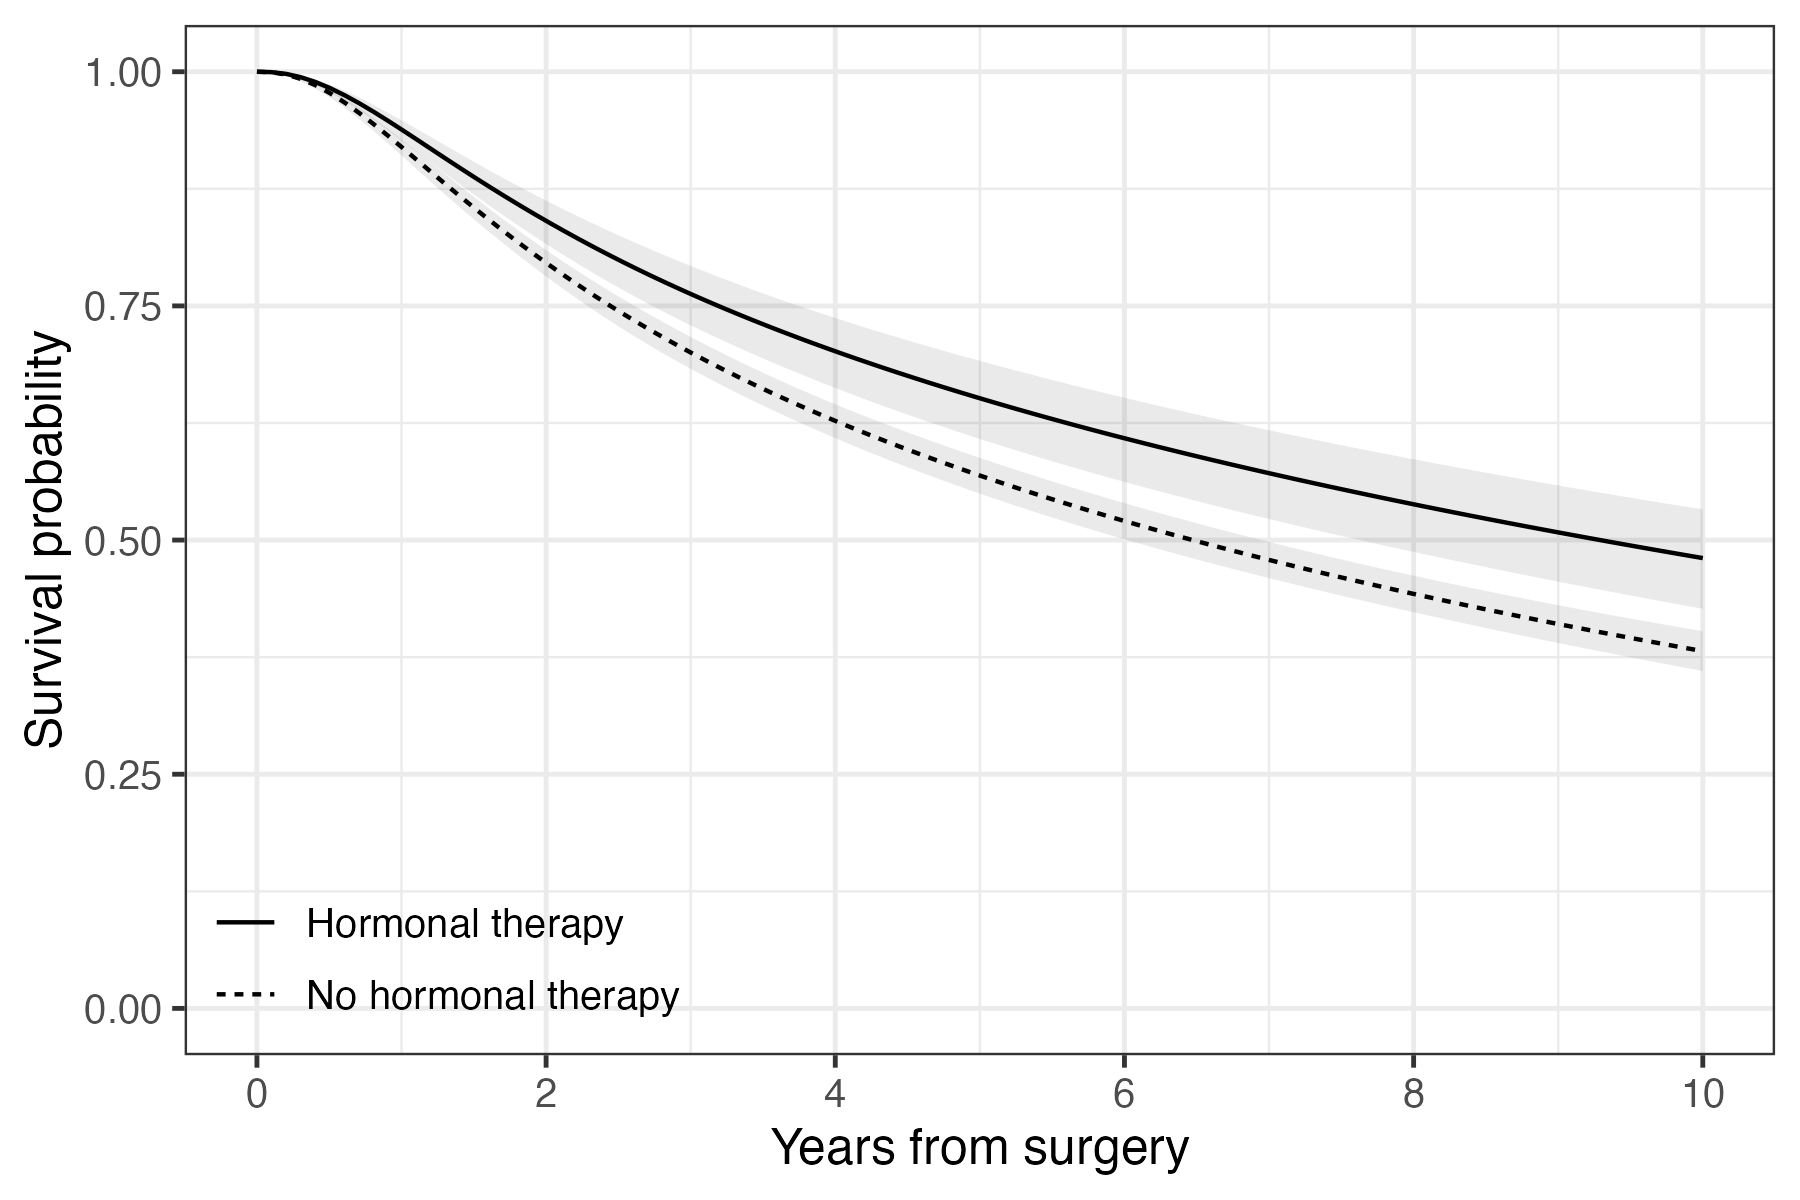 Survival probability
1.00
0.75
0.50
0.25
0.00
Hormonal therapy
No hormonal therapy
0 2 4 6 8 10
Years from surgery